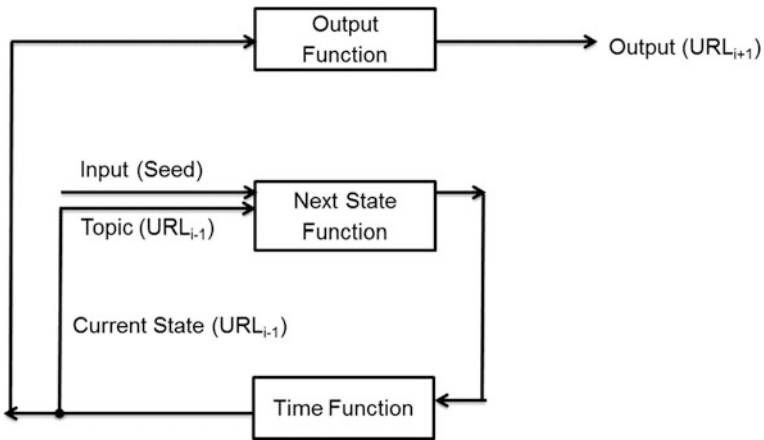 Output
Function
Output (URLi+1)
Input (Seed)
Next State
Function
Topic (URLi-1)
Current State (URLi-1)
Time Function